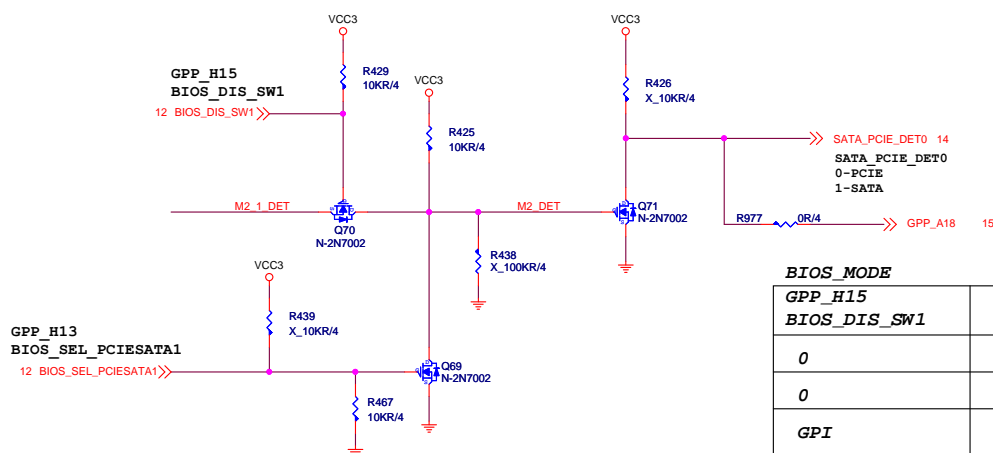 VCC3
R429
10KR/4
GPP_H15
BIOS_DIS_SW1
12 BIOS_DIS_SW1
VCC3
R425
10KR/4
VCC3
R426
X_10KR/4
SATA_PCIE_DET0 14
SATA_PCIE_DET0
0-PCIE
1-SATA
M2_1_DET
Q70
N-2N7002
M2_DET
Q71
N-2N7002
R977
0R/4
GPP_A18 15
R438
X_100KR/4
VCC3
R439
X_10KR/4
GPP_H13
BIOS_SEL_PCIESATA1
12 BIOS_SEL_PCIESATA1
Q69
N-2N7002
R467
10KR/4
BIOS_MODE
GPP_H15
BIOS_DIS_SW1
0
0
GPI